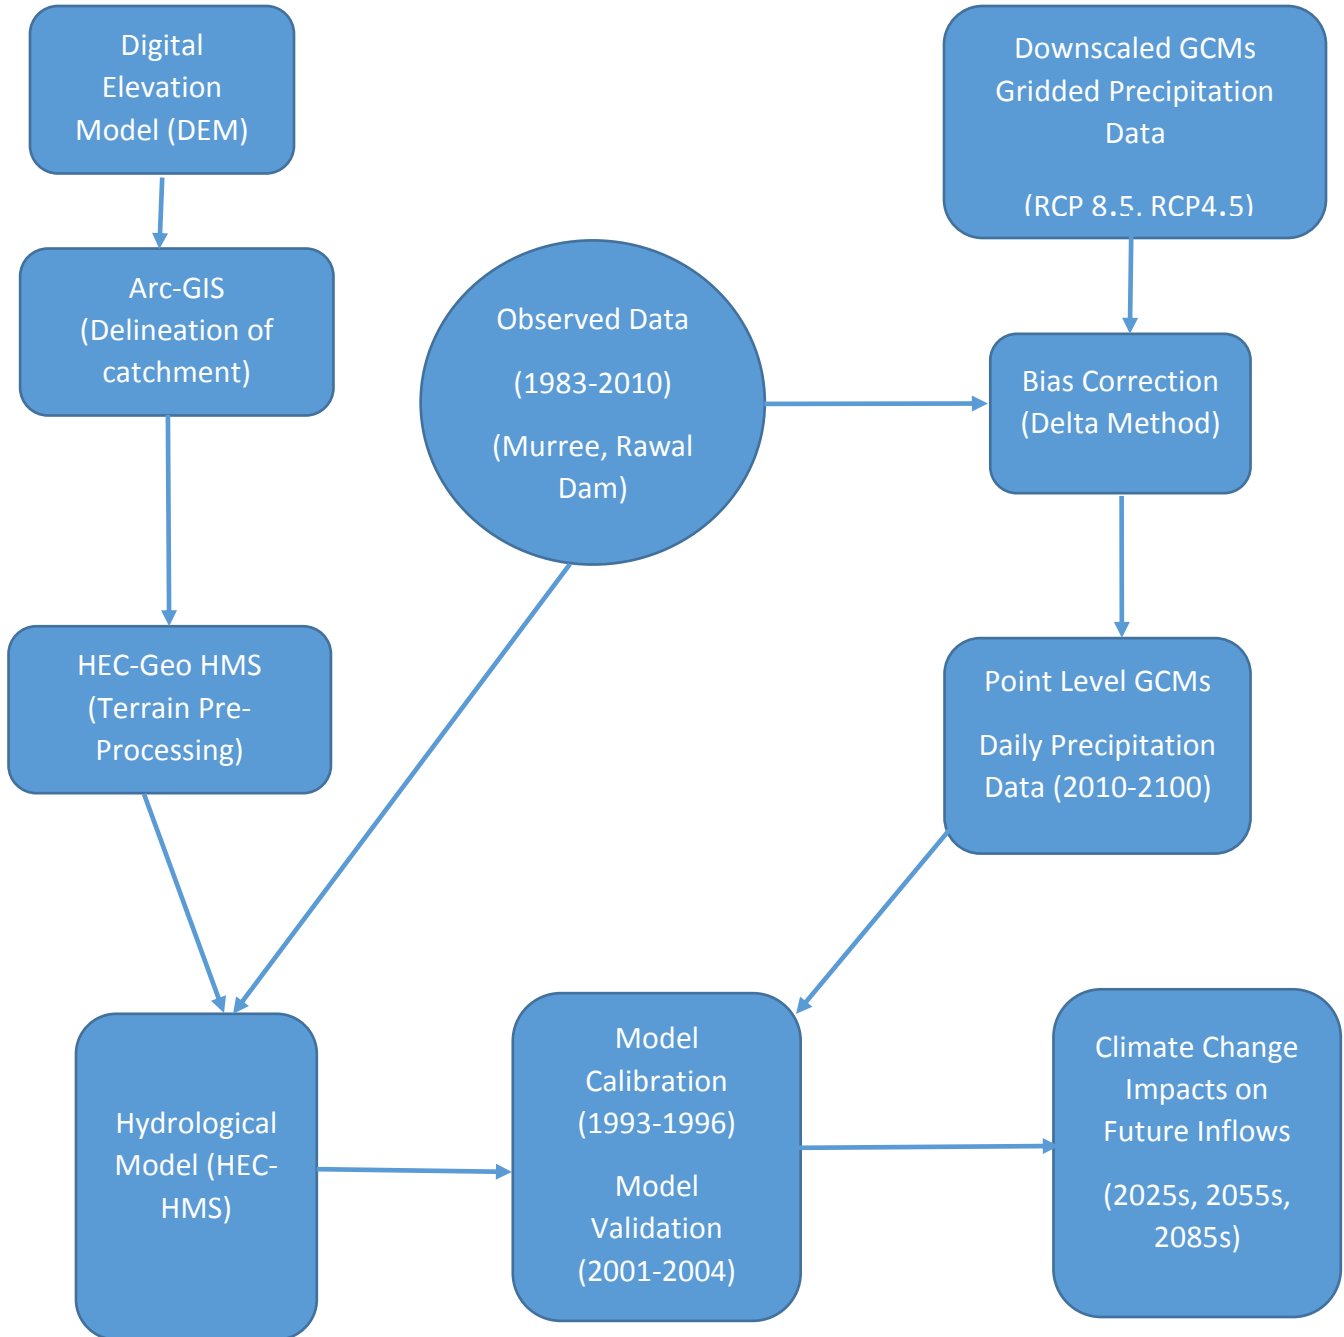 Digital
Elevation
Model (DEM)
Arc-GIS
(Delineation of
catchment)
HEC-Geo HMS
(Terrain Pre-
Processing)
Observed Data
(1983-2010)
(Murree, Rawal
Dam)
Downscaled GCMs
Gridded Precipitation
Data
(RCP 8.5, RCP4.5)
Bias Correction
(Delta Method)
Point Level GCMs
Daily Precipitation
Data (2010-2100)
Hydrological
Model (HEC-
HMS)
Model
Calibration
(1993-1996)
Model
Validation
(2001-2004)
Climate Change
Impacts on
Future Inflows
(2025s, 2055s,
2085s)